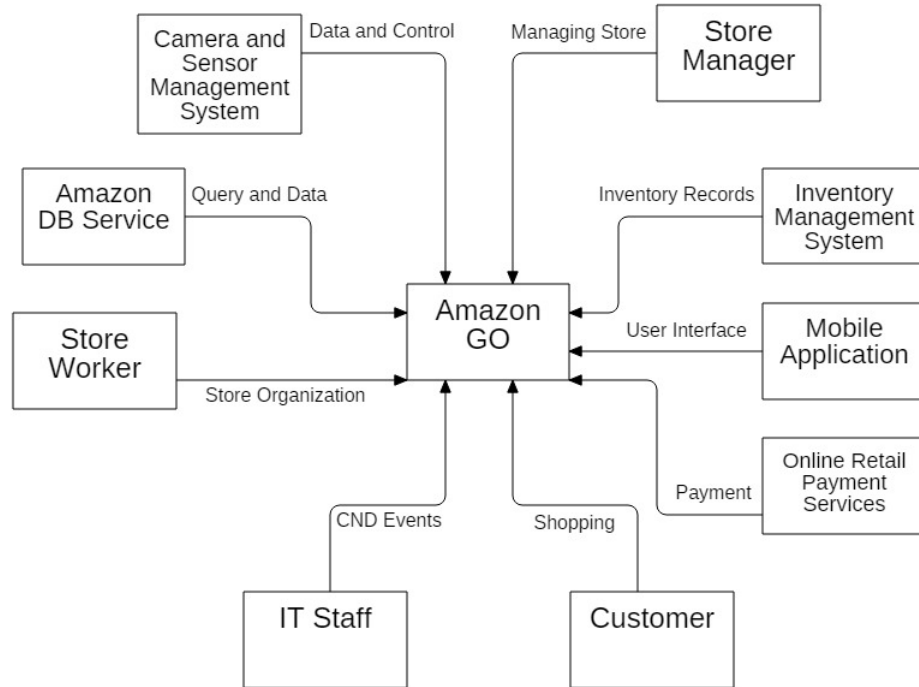 Camera and
Sensor
Management
System
Data and Control
Managing Store
Store
Manager
Amazon
DB Service
Query and Data
Inventory Records
Inventory
Management
System
Amazon
GO
Store
Worker
Store Organization
User Interface
Mobile
Application
Payment
Online Retail
Payment
Services
CND Events
Shopping
IT Staff
Customer